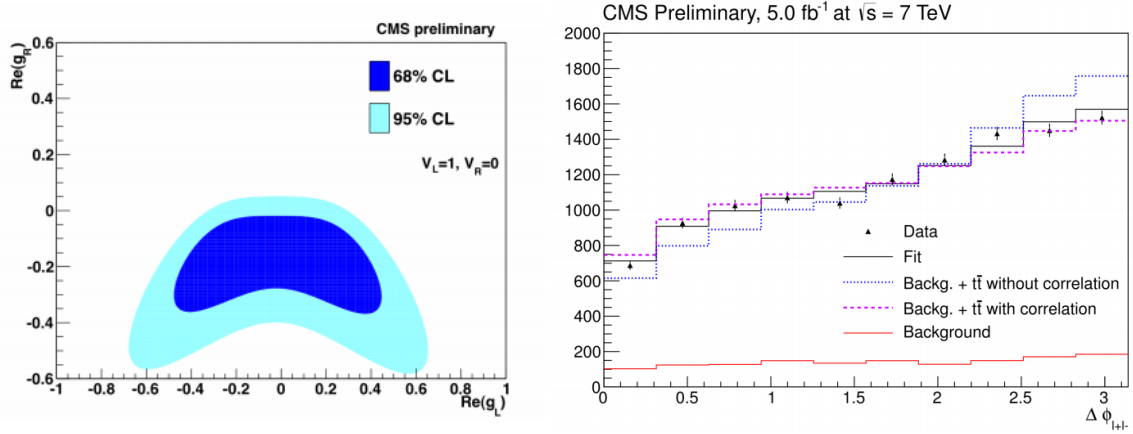 CMS preliminary
Re(g_R)
0.6
0.4
0.2
0
-0.2
-0.4
-0.6
68% CL
95% CL
V_L=1, V_R=0
-1 -0.8 -0.6 -0.4 -0.2 0 0.2 0.4 0.6 0.8 1
Re(g_L)
CMS Preliminary, 5.0 fb⁻¹ at √s = 7 TeV
2000
1800
1600
1400
1200
1000
800
600
400
200
0
Data
Fit
Backg. + tt̄ without correlation
Backg. + tt̄ with correlation
Background
0 0.5 1 1.5 2 2.5 3
Δ ϕ_l+l-